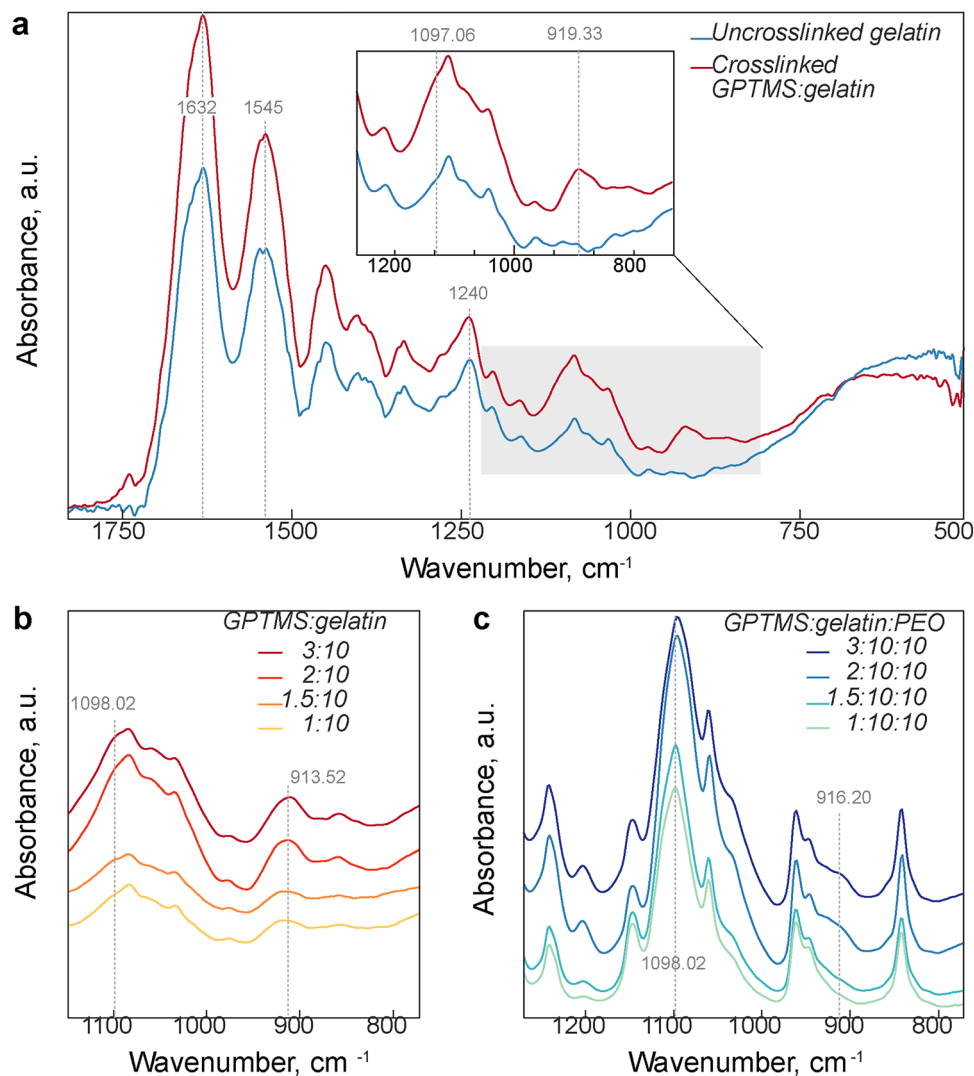 a
Uncrosslinked gelatin
Crosslinked
GPTMS:gelatin
1097.06
919.33
1632
1545
1240
1200
1000
800
Absorbance, a.u.
1750
1500
1250
1000
750
500
Wavenumber, cm⁻¹
b
GPTMS:gelatin
3:10
2:10
1.5:10
1:10
1098.02
913.52
Absorbance, a.u.
1100
1000
900
800
Wavenumber, cm⁻¹
c
GPTMS:gelatin:PEO
3:10:10
2:10:10
1.5:10:10
1:10:10
916.20
1098.02
Absorbance, a.u.
1200
1100
1000
900
800
Wavenumber, cm⁻¹